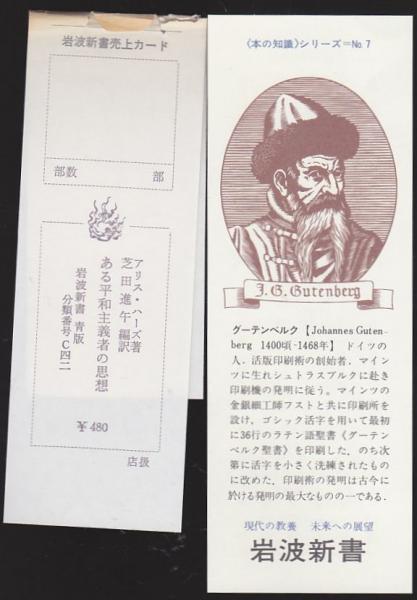 岩波新書売上カード
部数 部
アリス・ハーズ著
芝田進午編訳
ある平和主義者の思想
岩波新書 青版
分類番号C四二
¥480
店扱
〈本の知識〉シリーズ=No.7
J. G. Gutenberg
グーテンベルク【Johannes Guten-
berg 1400頃-1468年】 ドイツの
人．活版印刷術の創始者．マイン
ツに生れシュトラスブルクに赴き
印刷機の発明に従う．マインツの
金銀細工師フストと共に印刷所を
設け，ゴシック活字を用いて最初
に36行のラテン語聖書《グーテン
ベルク聖書》を印刷した．のち次
第に活字を小さく洗練されたもの
に改めた．印刷術の発明は古今に
於ける発明の最大なものの一である．
現代の教養 未来への展望
岩波新書